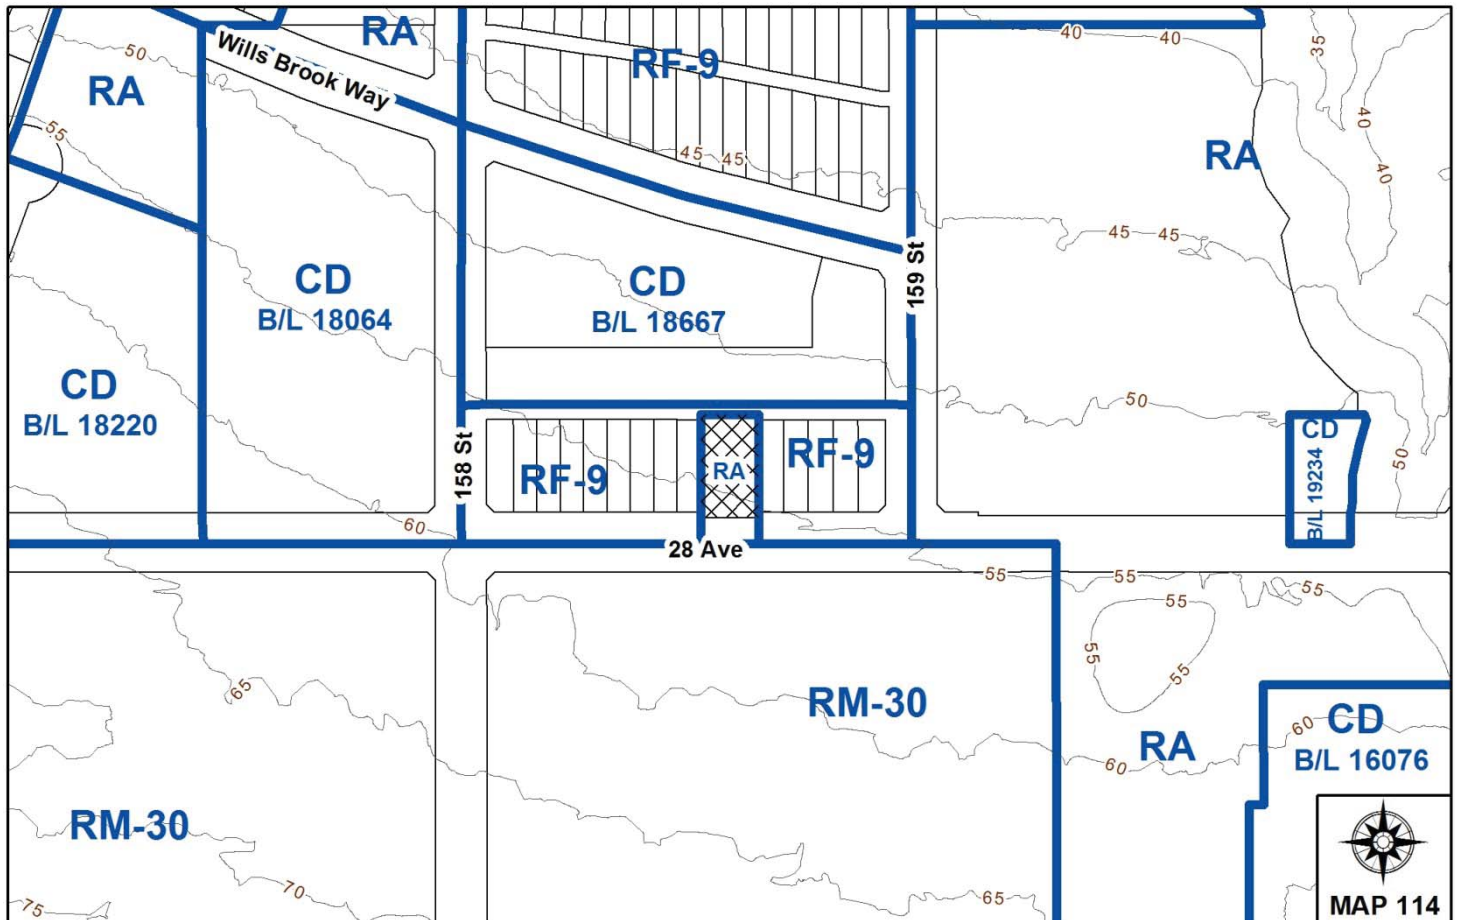 RA
RF-9
40
40
35
50
Wills Brook Way
RA
55
45
45
RA
40
40
45
45
CD
B/L 18064
CD
B/L 18667
159 St
CD
B/L 18220
50
158 St
RF-9
RA
RF-9
CD
B/L 19234
50
60
28 Ave
55
55
55
55
55
55
65
RM-30
RA
60
60
CD
B/L 16076
RM-30
70
75
65
MAP 114